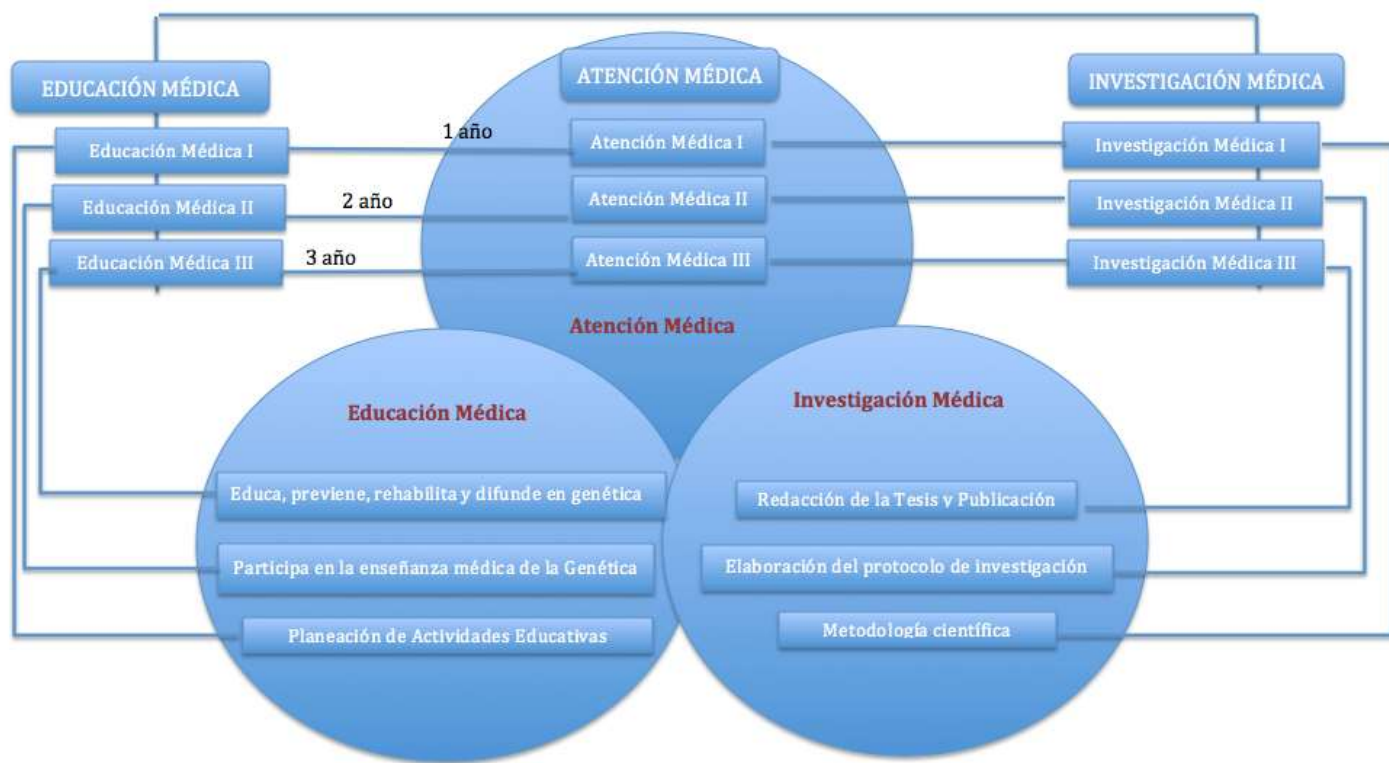 EDUCACIÓN MÉDICA
ATENCIÓN MÉDICA
INVESTIGACIÓN MÉDICA
Educación Médica I
1 año
Atención Médica I
Investigación Médica I
Educación Médica II
2 año
Atención Médica II
Investigación Médica II
Educación Médica III
3 año
Atención Médica III
Investigación Médica III
Atención Médica
Educación Médica
Investigación Médica
Educa, previene, rehabilita y difunde en genética
Redacción de la Tesis y Publicación
Participa en la enseñanza médica de la Genética
Elaboración del protocolo de investigación
Planeación de Actividades Educativas
Metodología científica